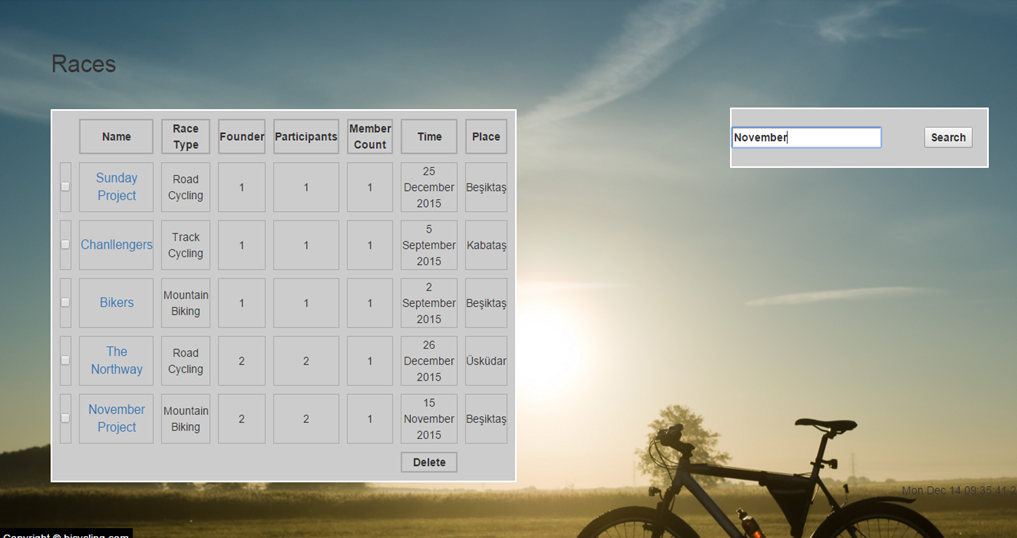 Races
Name
Race
Type
Founder
Participants
Member
Count
Time
Place
Sunday
Project
Road
Cycling
1
1
1
25
December
2015
Beşiktaş
Chanllengers
Track
Cycling
1
1
1
5
September
2015
Kabataş
Bikers
Mountain
Biking
1
1
1
2
September
2015
Beşiktaş
The
Northway
Road
Cycling
2
2
1
26
December
2015
Üsküdar
November
Project
Mountain
Biking
2
2
1
15
November
2015
Beşiktaş
Delete
November
Search
Mon Dec 14 09:35:41 2
Copyright © bicycling.com